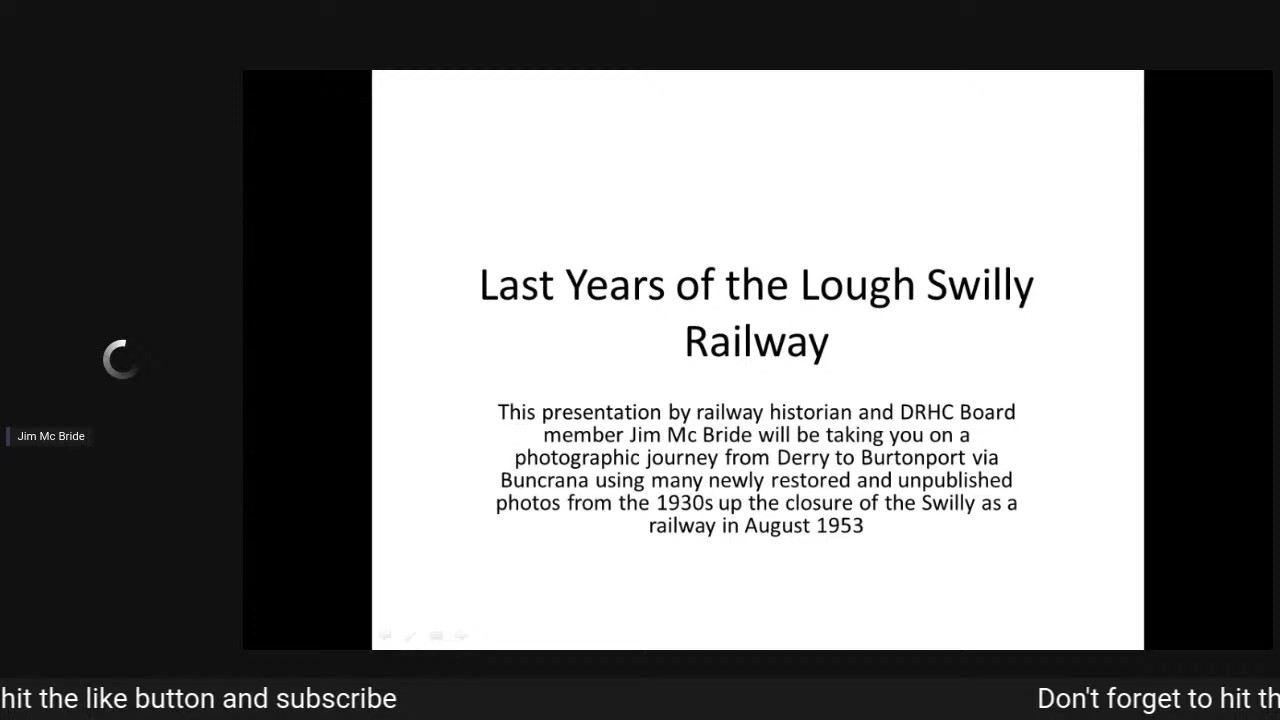 Last Years of the Lough Swilly
Railway
This presentation by railway historian and DRHC Board
member Jim Mc Bride will be taking you on a
photographic journey from Derry to Burtonport via
Buncrana using many newly restored and unpublished
photos from the 1930s up the closure of the Swilly as a
railway in August 1953
Jim Mc Bride
hit the like button and subscribe
Don't forget to hit th